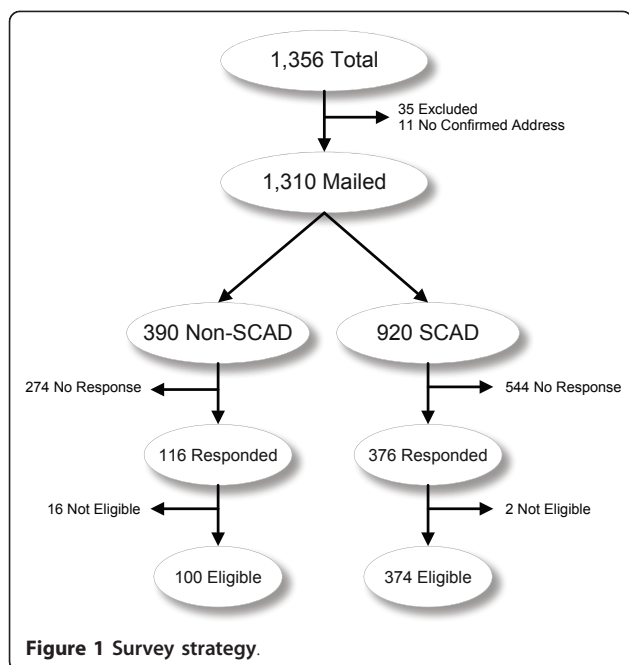 1,356 Total
35 Excluded
11 No Confirmed Address
1,310 Mailed
390 Non-SCAD
920 SCAD
274 No Response
544 No Response
116 Responded
376 Responded
16 Not Eligible
2 Not Eligible
100 Eligible
374 Eligible
Figure 1 Survey strategy.